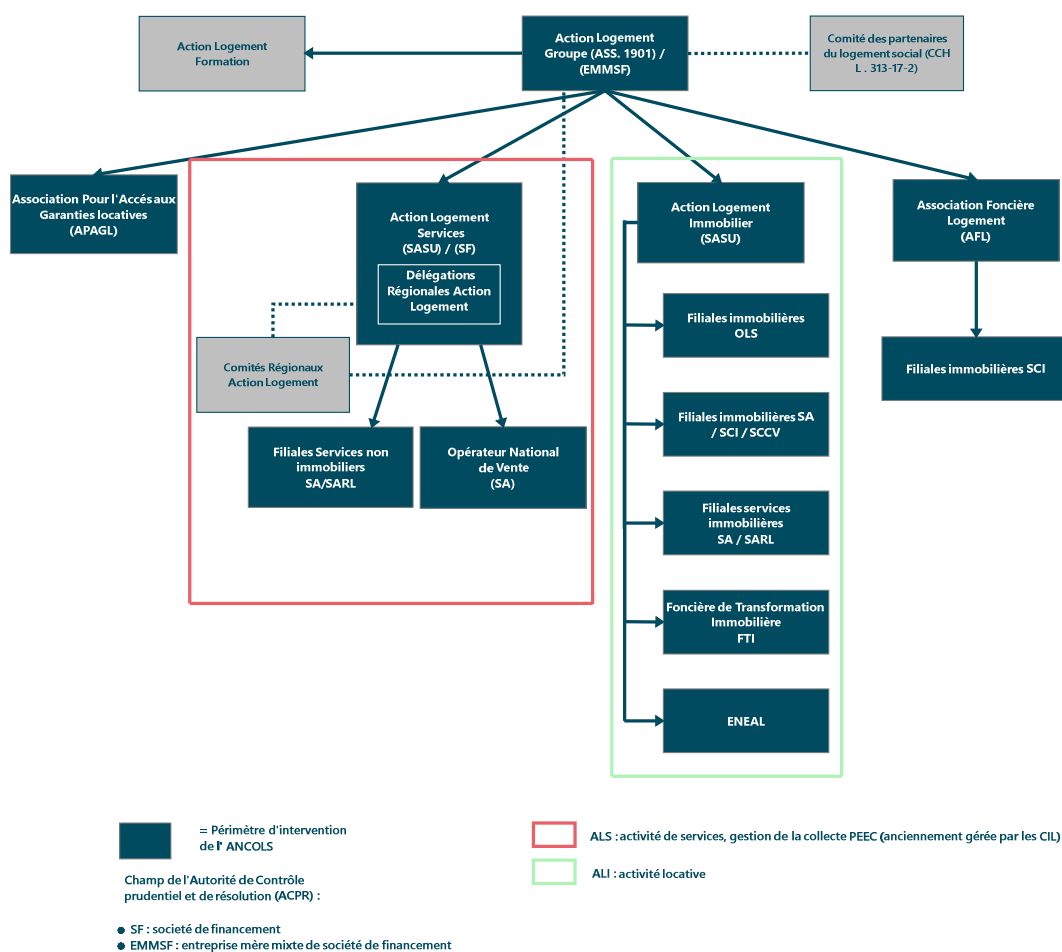 Action Logement
Formation
Action Logement
Groupe (ASS. 1901) /
(EMMSF)
Comité des partenaires
du logement social (CCH
L . 313-17-2)
Association Pour l'Accés aux
Garanties locatives
(APAGL)
Action Logement
Services
(SASU) / (SF)
Délégations
Régionales Action
Logement
Action Logement
Immobilier
(SASU)
Association Foncière
Logement
(AFL)
Comités Régionaux
Action Logement
Filiales immobilières
OLS
Filiales immobilières SCI
Filiales Services non
immobiliers
SA/SARL
Opérateur National
de Vente
(SA)
Filiales immobilières SA
/ SCI / SCCV
Filiales services
immobilières
SA / SARL
Foncière de Transformation
Immobilière
FTI
ENEAL
= Périmètre d'intervention
de l' ANCOLS
Champ de l'Autorité de Contrôle
prudentiel et de résolution (ACPR) :
● SF : societé de financement
● EMMSF : entreprise mère mixte de société de financement
ALS : activité de services, gestion de la collecte PEEC (anciennement gérée par les CIL)
ALI : activité locative